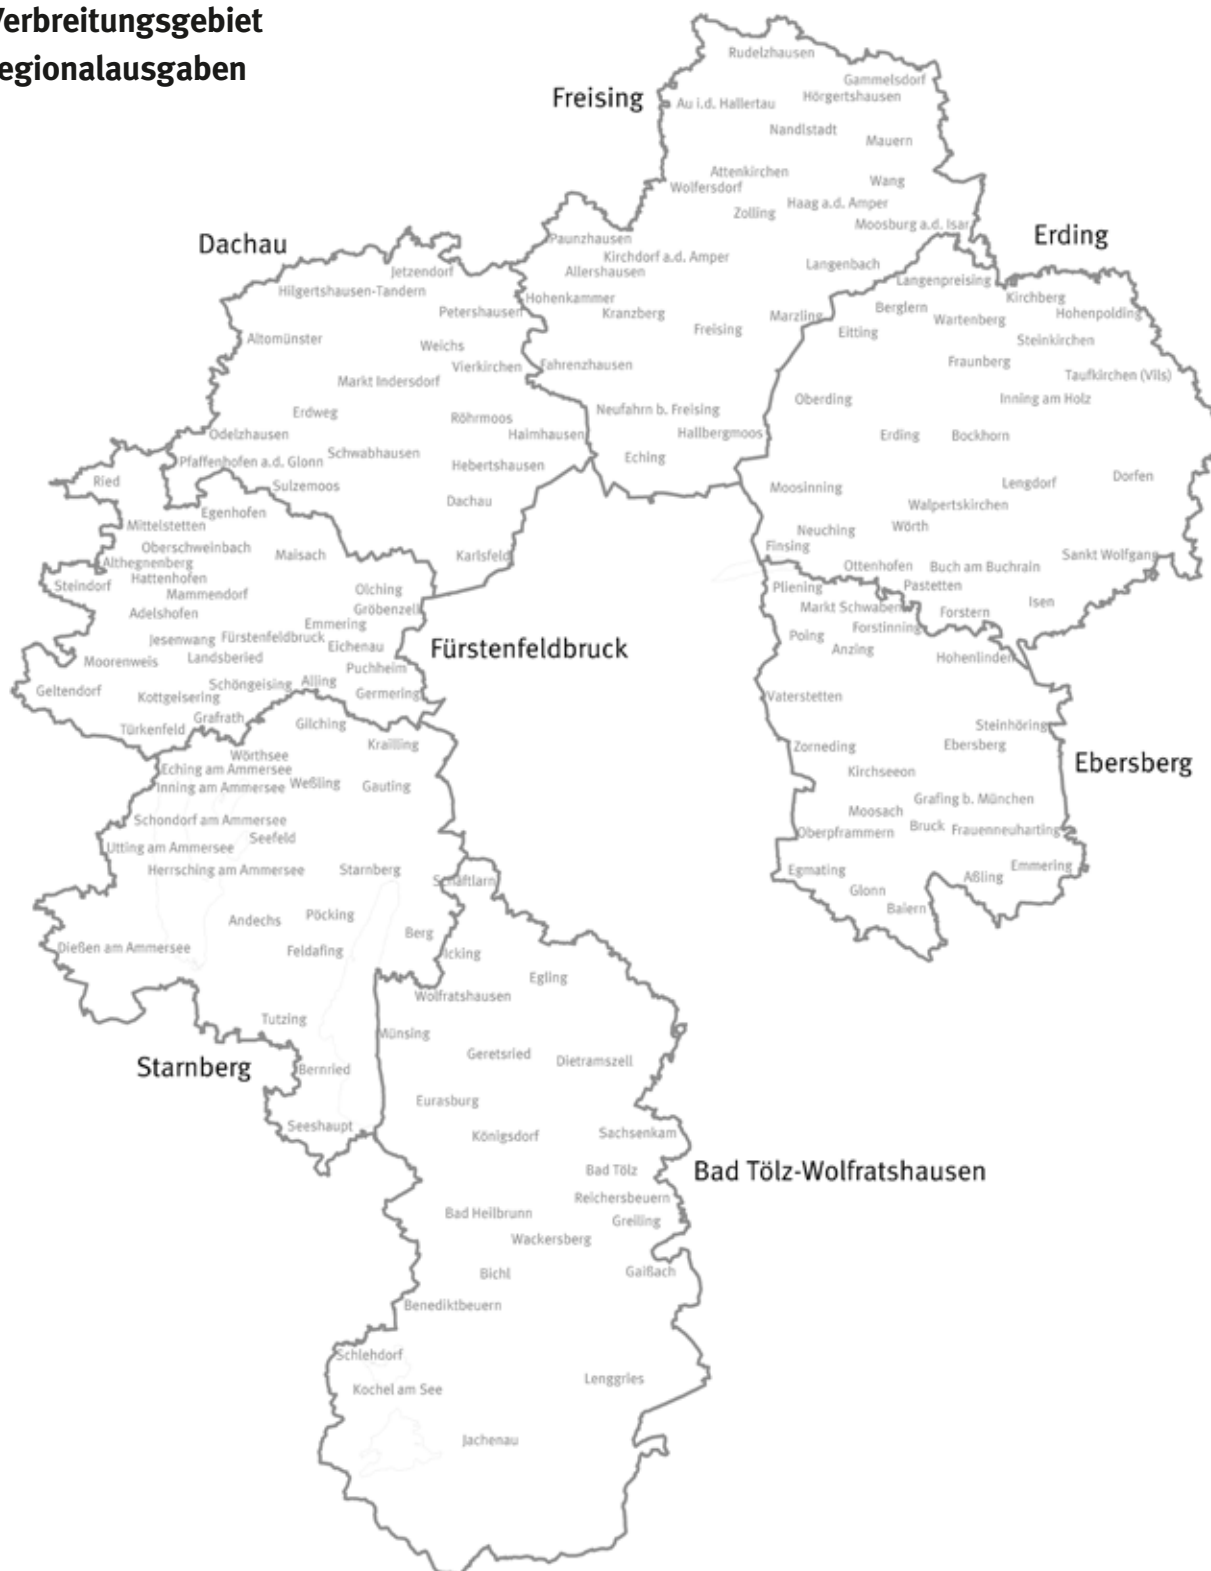 Verbreitungsgebiet
egionalausgaben
Freising
Rudelzhausen
Gammelsdorf
Hörgertshausen
Au i.d. Hallertau
Nandlstadt
Mauern
Attenkirchen
Wolfersdorf
Wang
Haag a.d. Amper
Zolling
Moosburg a.d. Isar
Paunzhausen
Kirchdorf a.d. Amper
Allershausen
Langenbach
Hohenkammer
Kranzberg
Freising
Marzling
Fahrenzhausen
Neufahrn b. Freising
Hallbergmoos
Eching
Dachau
Jetzendorf
Hilgertshausen-Tandern
Petershausen
Altomünster
Weichs
Vierkirchen
Markt Indersdorf
Erdweg
Röhrmoos
Odelzhausen
Haimhausen
Schwabhausen
Pfaffenhofen a.d. Glonn
Hebertshausen
Sulzemoos
Dachau
Karlsfeld
Erding
Langenpreising
Kirchberg
Berglern
Hohenpolding
Wartenberg
Eitting
Steinkirchen
Fraunberg
Taufkirchen (Vils)
Oberding
Inning am Holz
Erding
Bockhorn
Dorfen
Lengdorf
Moosinning
Walpertskirchen
Wörth
Neuching
Finsing
Sankt Wolfgang
Ottenhofen
Buch am Buchrain
Pastetten
Isen
Forstern
Fürstenfeldbruck
Ried
Egenhofen
Mittelstetten
Oberschweinbach
Maisach
Althegnenberg
Hattenhofen
Steindorf
Mammendorf
Olching
Adelshofen
Gröbenzell
Emmering
Jesenwang
Fürstenfeldbruck
Eichenau
Moorenweis
Landsberied
Puchheim
Geltendorf
Schöngeising
Alling
Germering
Kottgeisering
Grafrath
Türkenfeld
Ebersberg
Pliening
Markt Schwaben
Poing
Forstinning
Anzing
Hohenlinden
Vaterstetten
Steinhöring
Zorneding
Ebersberg
Kirchseeon
Grafing b. München
Moosach
Oberpframmern
Bruck
Frauenneuharting
Egmating
Aßling
Emmering
Glonn
Baiern
Starnberg
Gilching
Krailling
Wörthsee
Eching am Ammersee
Inning am Ammersee
Weßling
Gauting
Schondorf am Ammersee
Seefeld
Utting am Ammersee
Herrsching am Ammersee
Starnberg
Andechs
Pöcking
Berg
Dießen am Ammersee
Feldafing
Tutzing
Bernried
Seeshaupt
Bad Tölz-Wolfratshausen
Schäftlarn
Icking
Egling
Wolfratshausen
Münsing
Geretsried
Dietramszell
Eurasburg
Königsdorf
Sachsenkam
Bad Tölz
Reichersbeuern
Bad Heilbrunn
Greiling
Wackersberg
Bichl
Gaißach
Benediktbeuern
Schlehdorf
Kochel am See
Lenggries
Jachenau